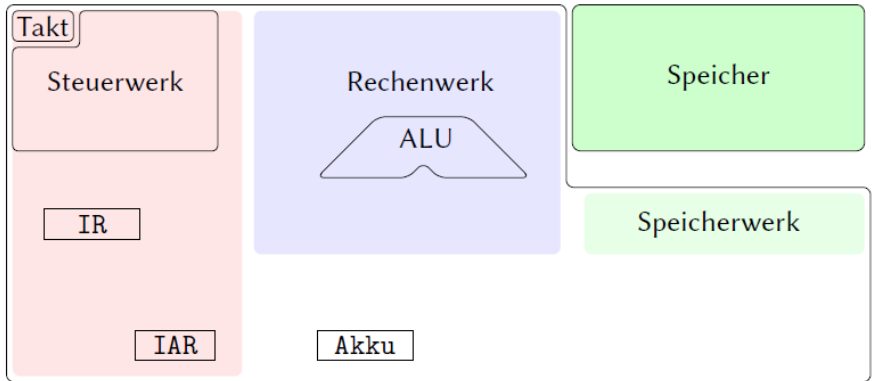 Takt
Steuerwerk
Rechenwerk
ALU
Speicher
Speicherwerk
IR
IAR
Akku